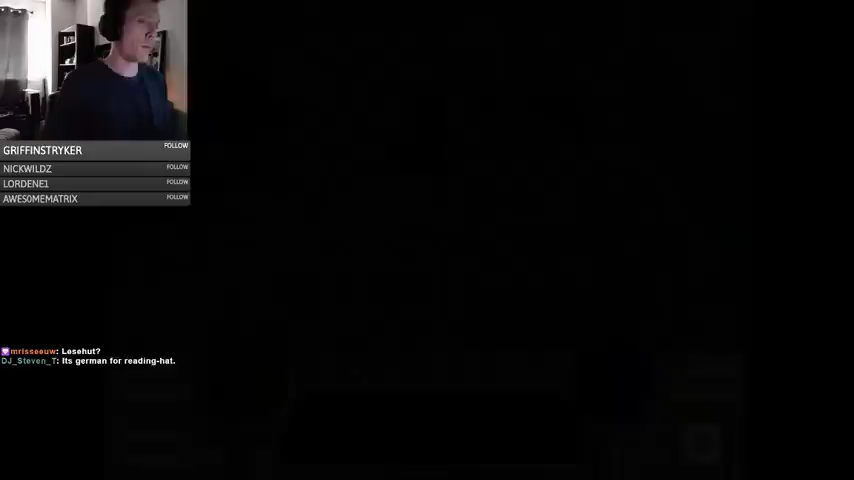 GRIFFINSTRYKER FOLLOW
NICKWILDZ FOLLOW
LORDENE1 FOLLOW
AWES0MEMATRIX FOLLOW
mrisseeuw: Lesehut?
DJ_Steven_T: Its german for reading-hat.